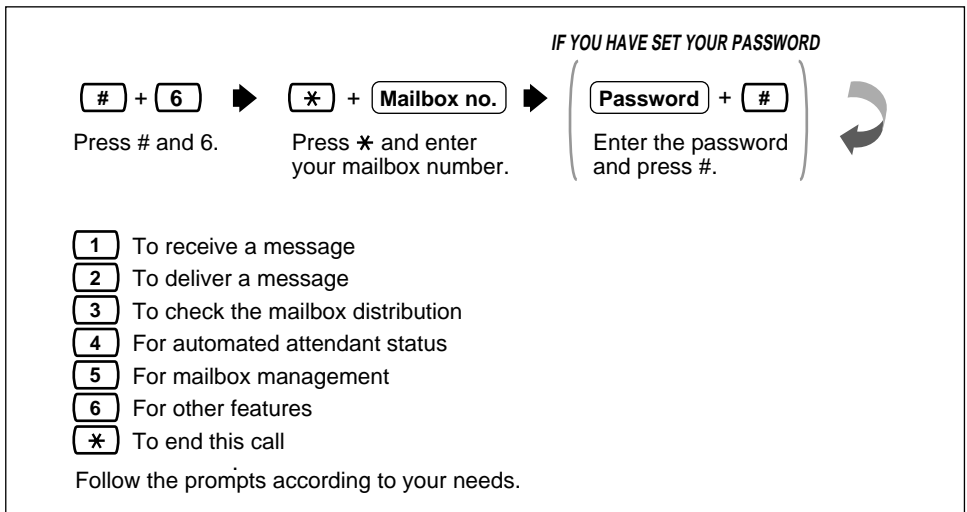 IF YOU HAVE SET YOUR PASSWORD
# + 6 * + Mailbox no. Password + #
Press # and 6. Press * and enter your mailbox number. Enter the password and press #.
1 To receive a message
2 To deliver a message
3 To check the mailbox distribution
4 For automated attendant status
5 For mailbox management
6 For other features
* To end this call
Follow the prompts according to your needs.